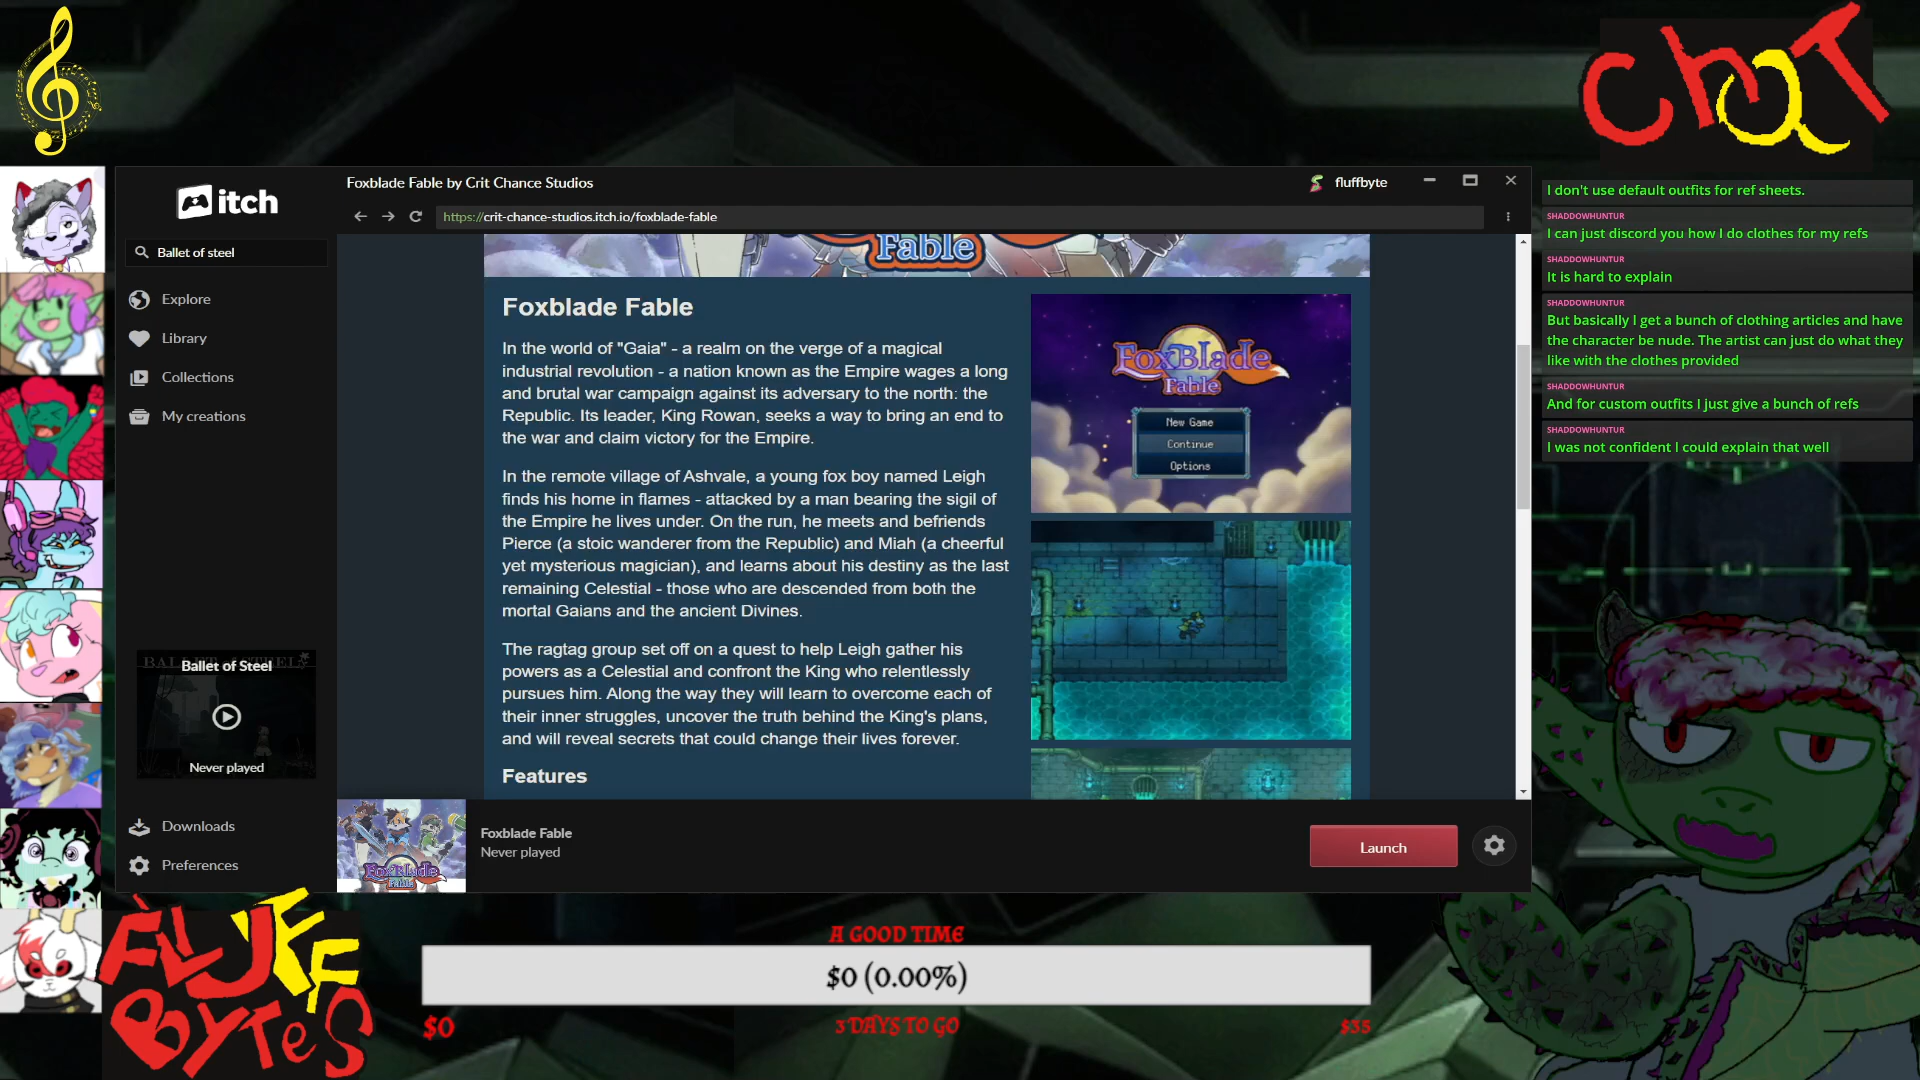 chaT
itch
Foxblade Fable by Crit Chance Studios
fluffbyte
https://crit-chance-studios.itch.io/foxblade-fable
Ballet of steel
Explore
Library
Collections
My creations
BALLET OF STEEL
Ballet of Steel
Never played
Downloads
Preferences
Fable
Foxblade Fable
In the world of "Gaia" - a realm on the verge of a magical
industrial revolution - a nation known as the Empire wages a long
and brutal war campaign against its adversary to the north: the
Republic. Its leader, King Rowan, seeks a way to bring an end to
the war and claim victory for the Empire.
In the remote village of Ashvale, a young fox boy named Leigh
finds his home in flames - attacked by a man bearing the sigil of
the Empire he lives under. On the run, he meets and befriends
Pierce (a stoic wanderer from the Republic) and Miah (a cheerful
yet mysterious magician), and learns about his destiny as the last
remaining Celestial - those who are descended from both the
mortal Gaians and the ancient Divines.
The ragtag group set off on a quest to help Leigh gather his
powers as a Celestial and confront the King who relentlessly
pursues him. Along the way they will learn to overcome each of
their inner struggles, uncover the truth behind the King's plans,
and will reveal secrets that could change their lives forever.
Features
FoxBlade
Fable
New Game
Continue
Options
FoxBlade
Fable
Foxblade Fable
Never played
Launch
I don't use default outfits for ref sheets.
SHADDOWHUNTUR
I can just discord you how I do clothes for my refs
SHADDOWHUNTUR
It is hard to explain
SHADDOWHUNTUR
But basically I get a bunch of clothing articles and have
the character be nude. The artist can just do what they
like with the clothes provided
SHADDOWHUNTUR
And for custom outfits I just give a bunch of refs
SHADDOWHUNTUR
I was not confident I could explain that well
FLUFF
BYTES
A GOOD TIME
$0 (0.00%)
$0
3 DAYS TO GO
$35